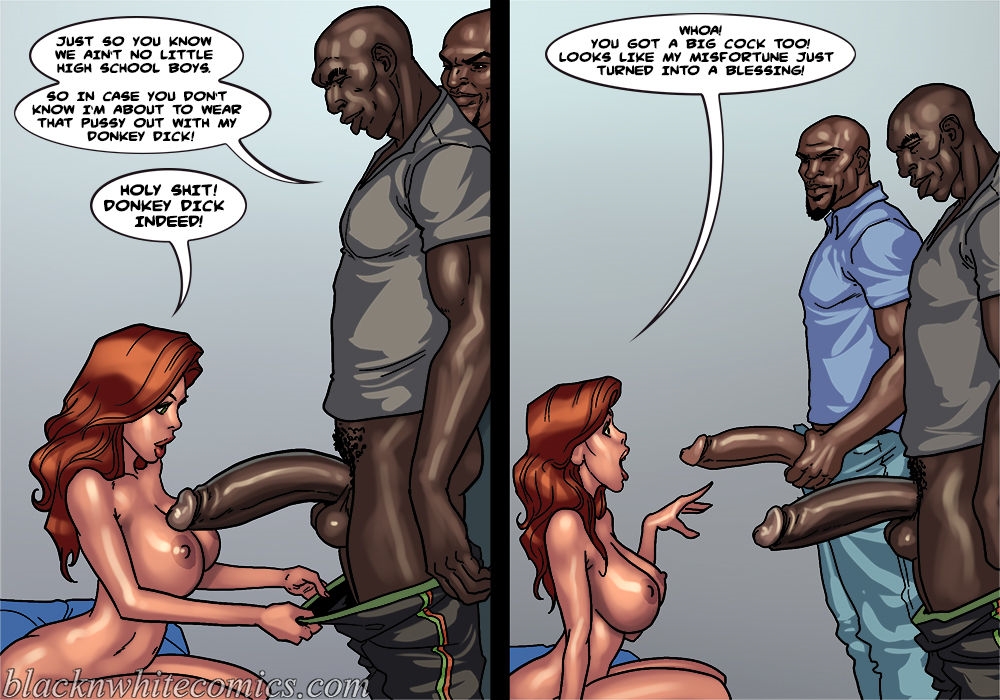 JUST SO YOU KNOW
WE AIN'T NO LITTLE
HIGH SCHOOL BOYS.
SO IN CASE YOU DON'T
KNOW I'M ABOUT TO WEAR
THAT PUSSY OUT WITH MY
DONKEY DICK!
HOLY SHIT!
DONKEY DICK
INDEED!
WHOA!
YOU GOT A BIG COCK TOO!
LOOKS LIKE MY MISFORTUNE JUST
TURNED INTO A BLESSING!
blacknwhitecomics.com